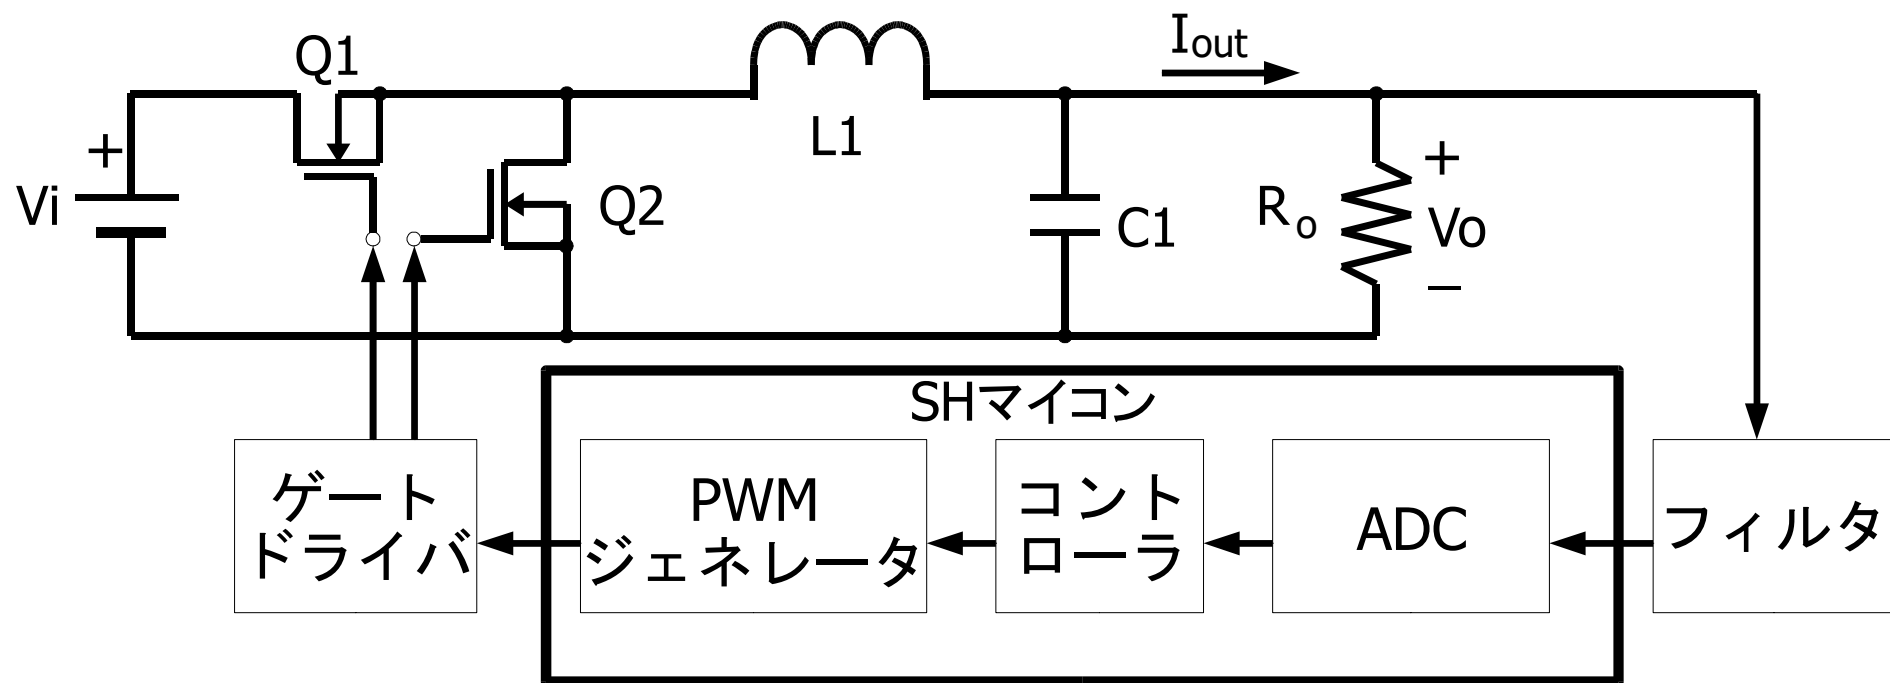 Q1
Iout
+
L1
+
Vi
Q2
C1
Ro
Vo
−
SHマイコン
ゲート
ドライバ
PWM
ジェネレータ
コント
ローラ
ADC
フィルタ